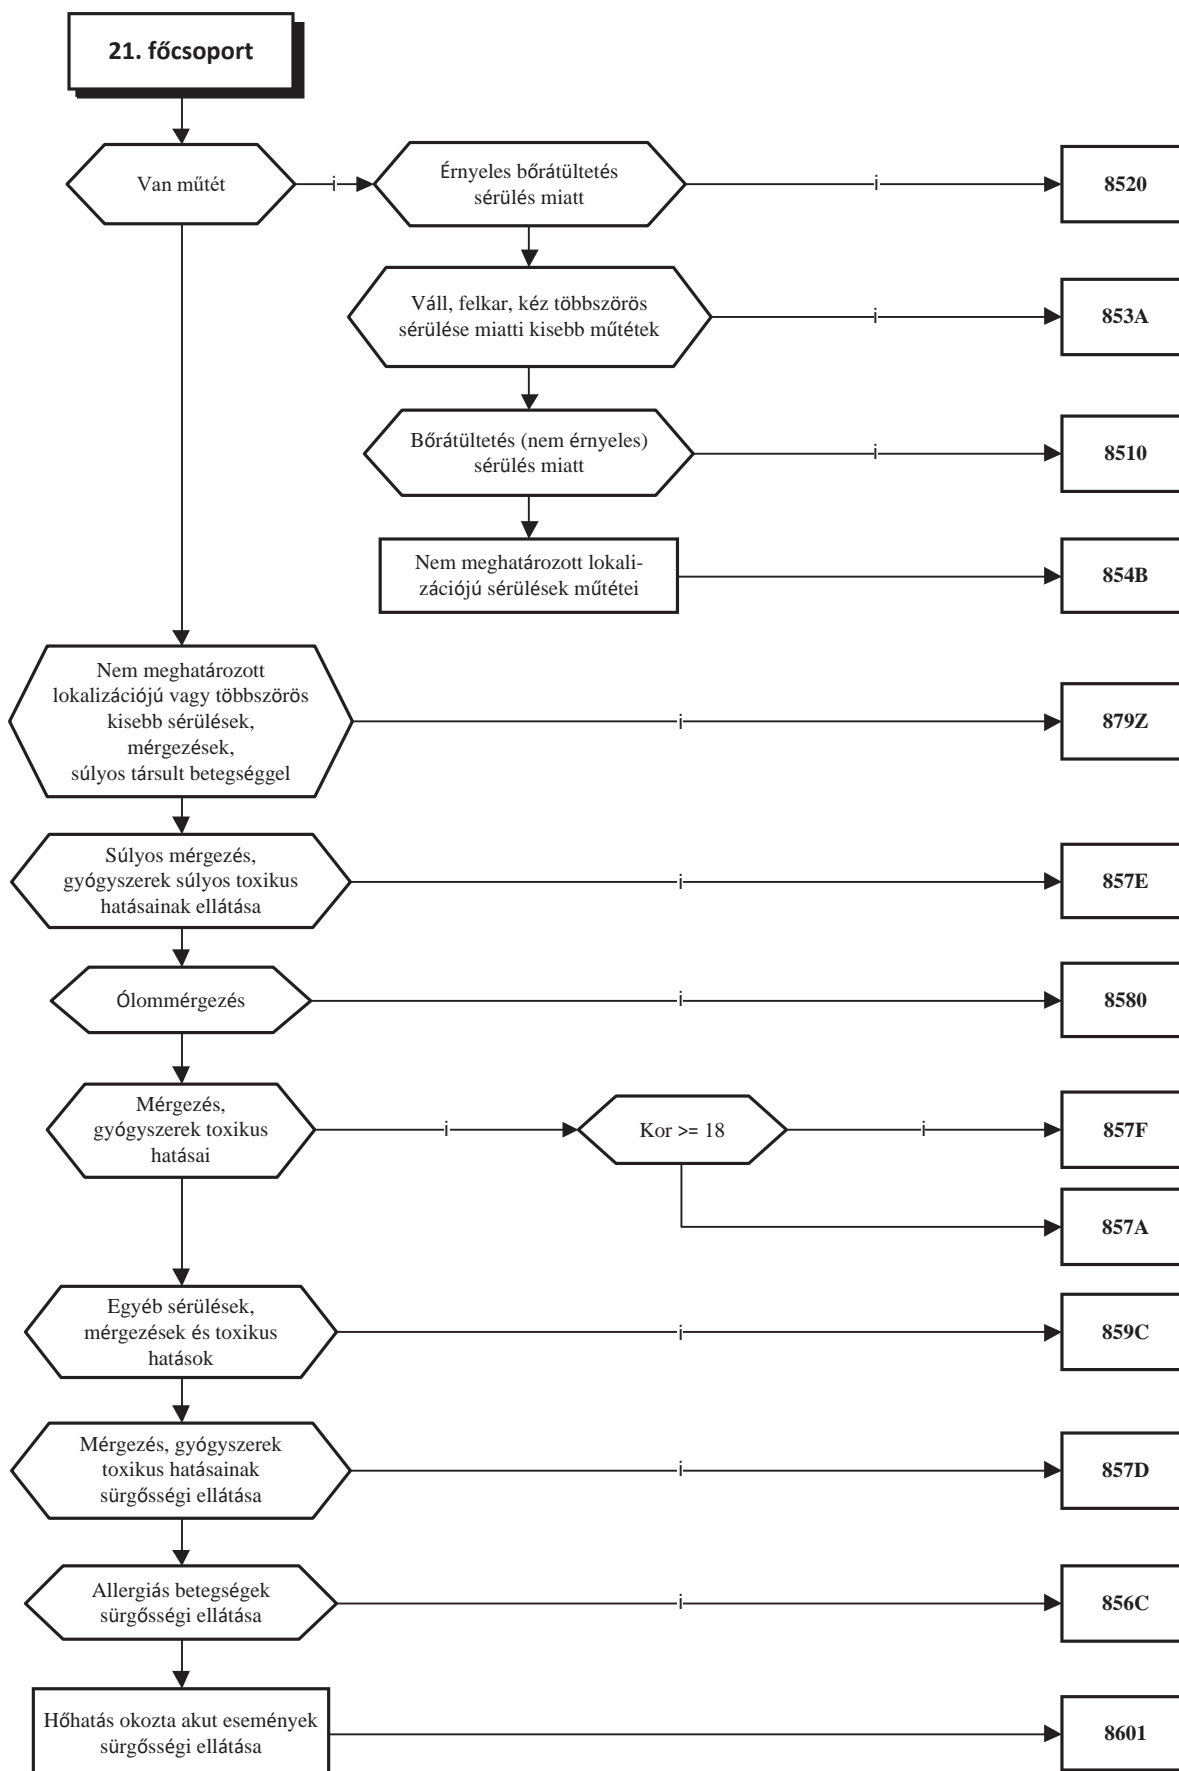 21. főcsoport
Van műtét
i
Érnyeles bőrátültetés
sérülés miatt
i
8520
Váll, felkar, kéz többszörös
sérülése miatti kisebb műtétek
i
853A
Bőrátültetés (nem érnyeles)
sérülés miatt
i
8510
Nem meghatározott lokali-
zációjú sérülések műtétei
854B
Nem meghatározott
lokalizációjú vagy többszörös
kisebb sérülések,
mérgezések,
súlyos társult betegséggel
i
879Z
Súlyos mérgezés,
gyógyszerek súlyos toxikus
hatásainak ellátása
i
857E
Ólommérgezés
i
8580
Mérgezés,
gyógyszerek toxikus
hatásai
i
Kor >= 18
i
857F
857A
Egyéb sérülések,
mérgezések és toxikus
hatások
i
859C
Mérgezés, gyógyszerek
toxikus hatásainak
sürgősségi ellátása
i
857D
Allergiás betegségek
sürgősségi ellátása
i
856C
Hőhatás okozta akut események
sürgősségi ellátása
8601